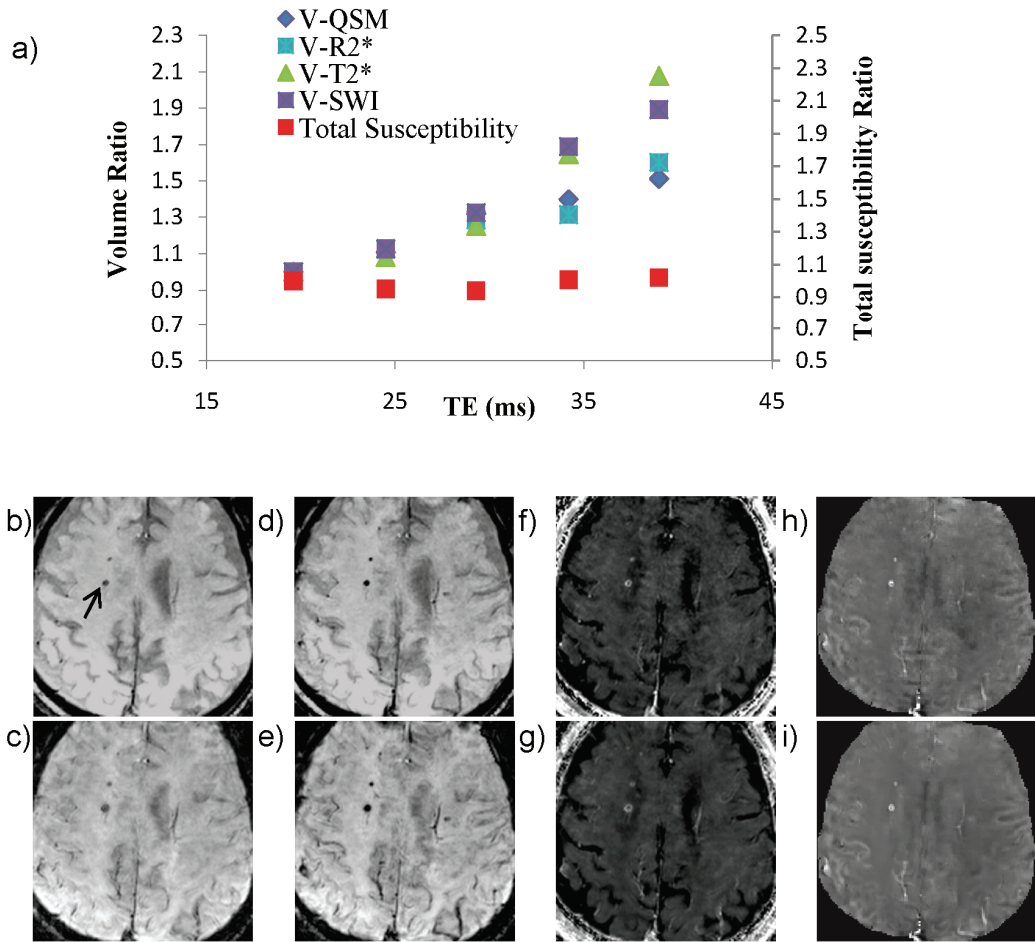 a)
V-QSM
V-R2*
V-T2*
V-SWI
Total Susceptibility
Volume Ratio
2.3
2.1
1.9
1.7
1.5
1.3
1.1
0.9
0.7
0.5
Total susceptibility Ratio
2.5
2.3
2.1
1.9
1.7
1.5
1.3
1.1
0.9
0.7
0.5
15
25
35
45
TE (ms)
b)
d)
f)
h)
c)
e)
g)
i)